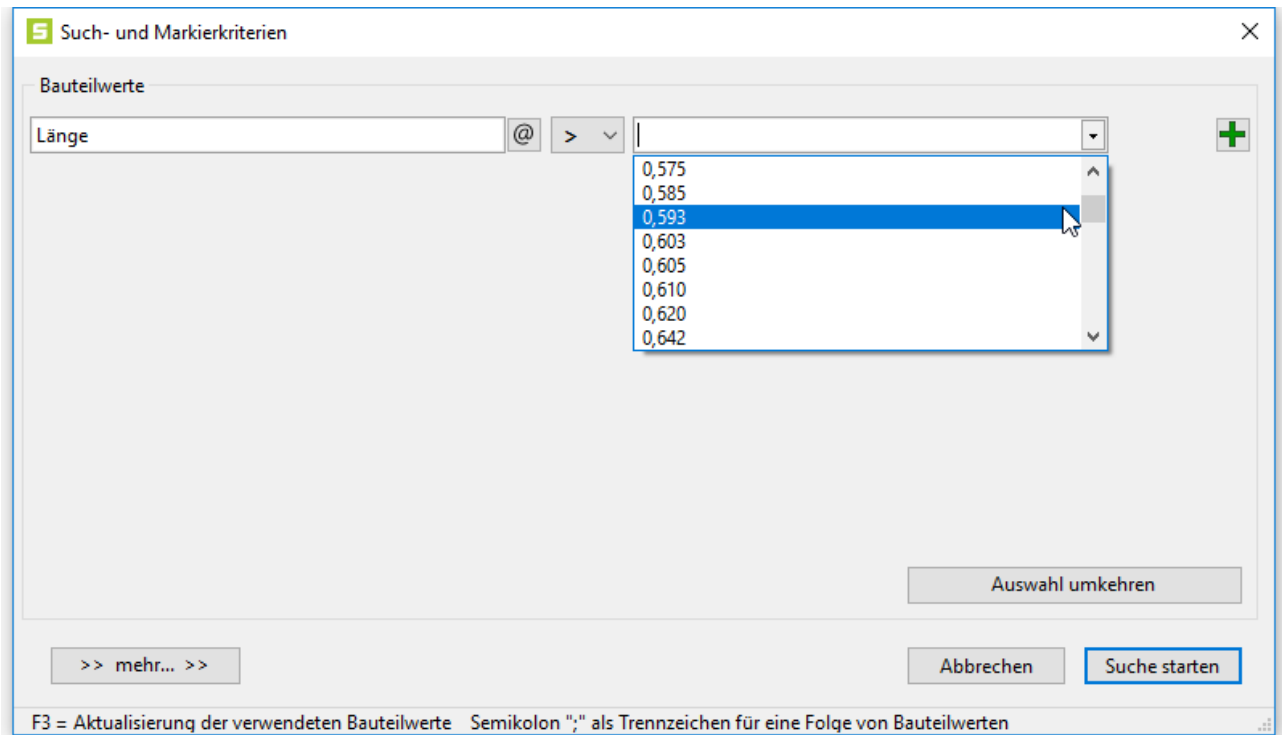 Such- und Markierkriterien
Bauteilwerte
Länge @ >
0,575
0,585
0,593
0,603
0,605
0,610
0,620
0,642
Auswahl umkehren
>> mehr... >> Abbrechen Suche starten
F3 = Aktualisierung der verwendeten Bauteilwerte Semikolon ";" als Trennzeichen für eine Folge von Bauteilwerten